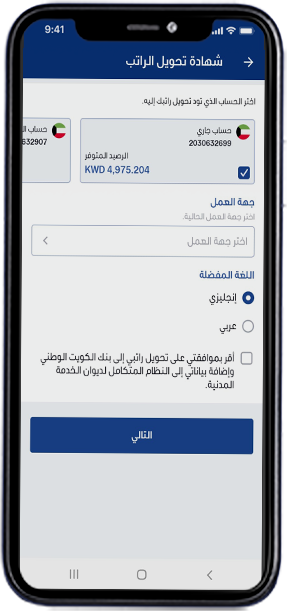 9:41
شهادة تحويل الراتب
اختر الحساب الذي تود تحويل راتبك إليه.
حساب جاري
2030632699
الرصيد المتوفر
KWD 4,975.204
حساب
632907
جهة العمل
اختر جهة العمل الحالية.
اختر جهة العمل
اللغة المفضلة
إنجليزي
عربي
أقر بموافقتي على تحويل راتبي إلى بنك الكويت الوطني
وإضافة بياناتي إلى النظام المتكامل لديوان الخدمة
المدنية.
التالي